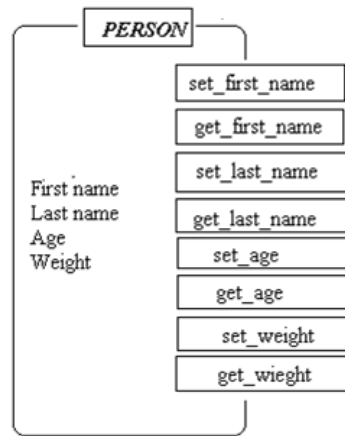 PERSON
set_first_name
get_first_name
set_last_name
get_last_name
set_age
get_age
set_weight
get_wieght
First name
Last name
Age
Weight